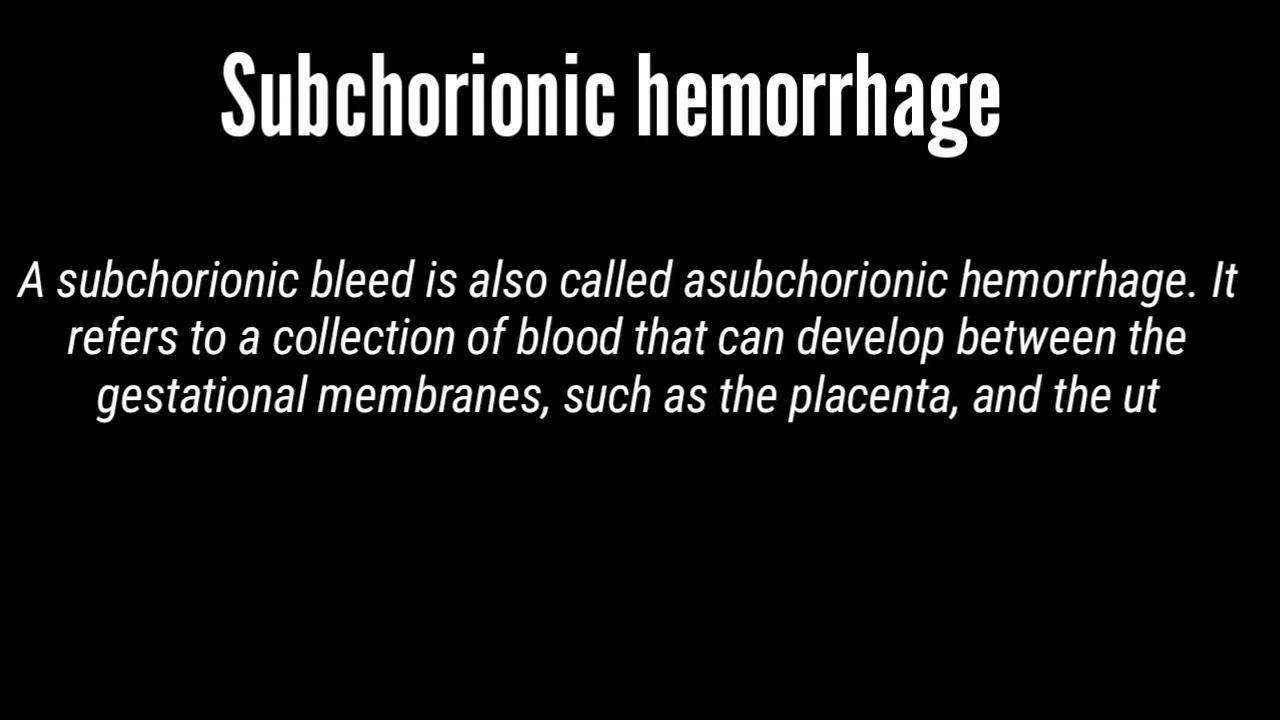 Subchorionic hemorrhage
A subchorionic bleed is also called asubchorionic hemorrhage. It
refers to a collection of blood that can develop between the
gestational membranes, such as the placenta, and the ut